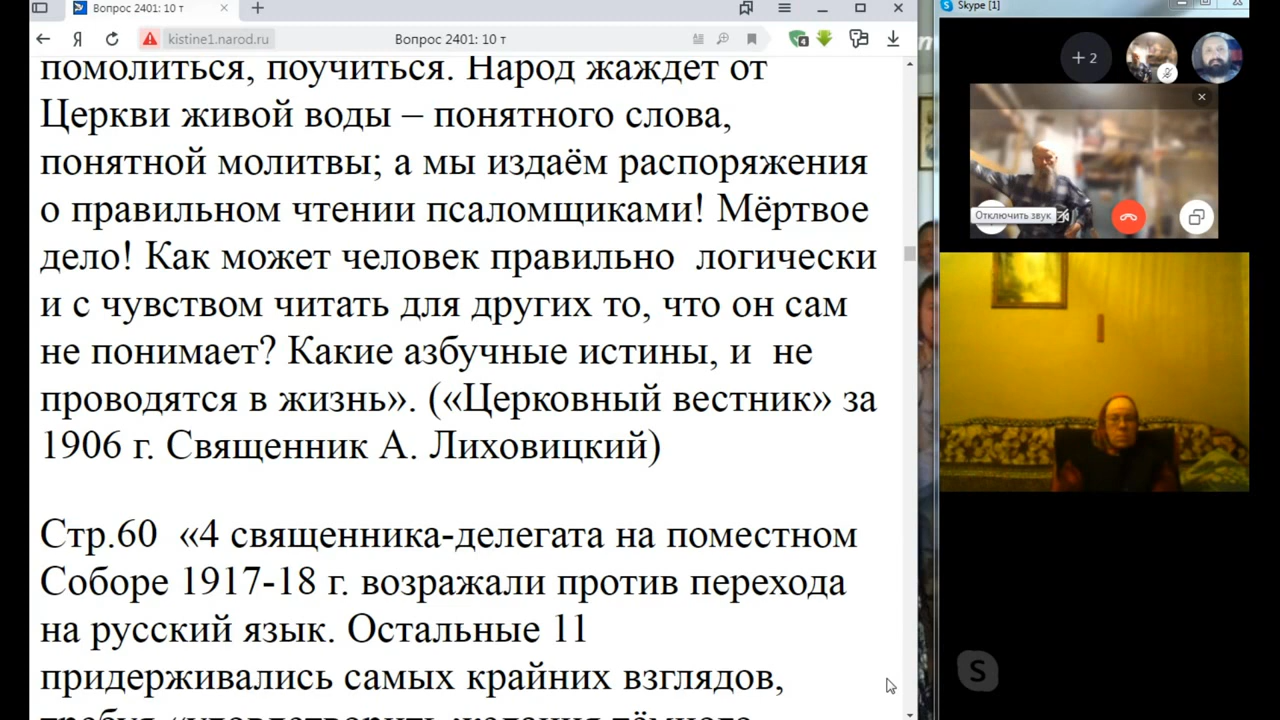 Вопрос 2401: 10 т
Я
kistine1.narod.ru
Вопрос 2401: 10 т
4
помолиться, поучиться. Народ жаждет от
Церкви живой воды – понятного слова,
понятной молитвы; а мы издаём распоряжения
о правильном чтении псаломщиками! Мёртвое
дело! Как может человек правильно  логически
и с чувством читать для других то, что он сам
не понимает? Какие азбучные истины, и  не
проводятся в жизнь». («Церковный вестник» за
1906 г. Священник А. Лиховицкий)
Стр.60  «4 священника-делегата на поместном
Соборе 1917-18 г. возражали против перехода
на русский язык. Остальные 11
придерживались самых крайних взглядов,
Skype [1]
+ 2
Отключить звук
S